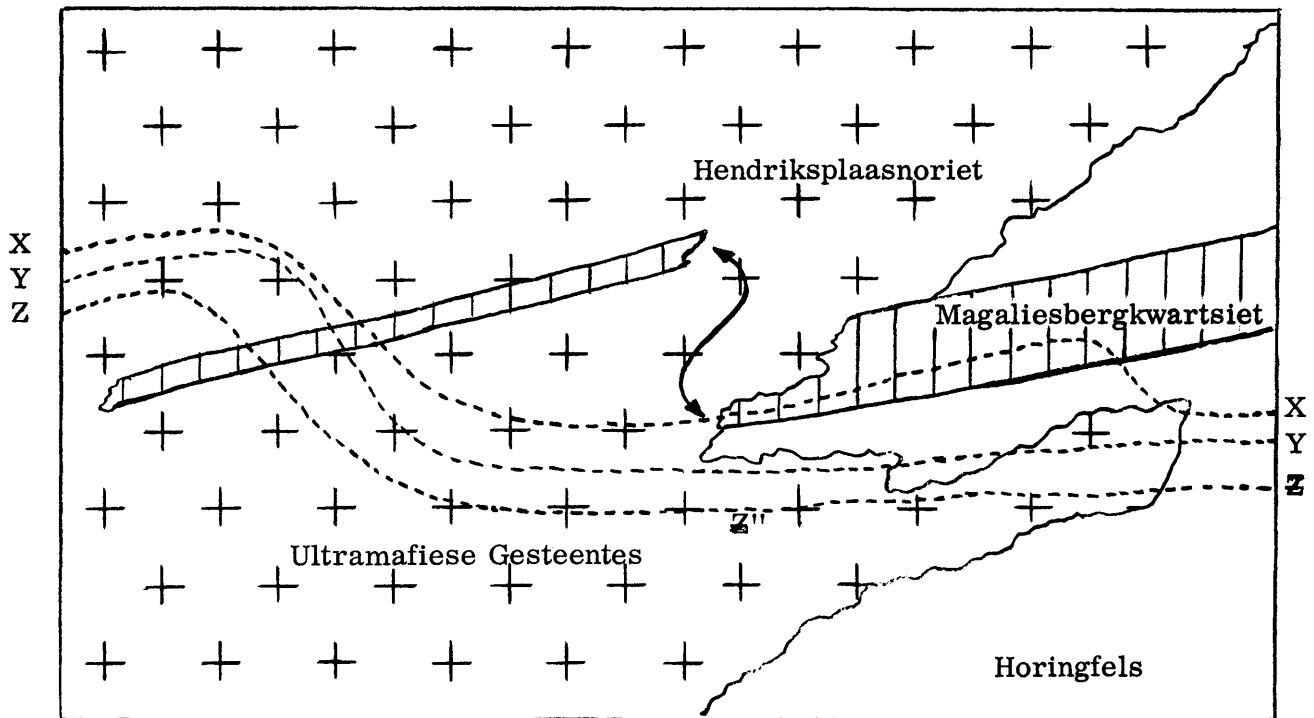 Hendriksplaasnoriet
X
Y
Z
Magaliesbergkwartsiet
X
Y
Z
Z"
Ultramafiese Gesteentes
Horingfels